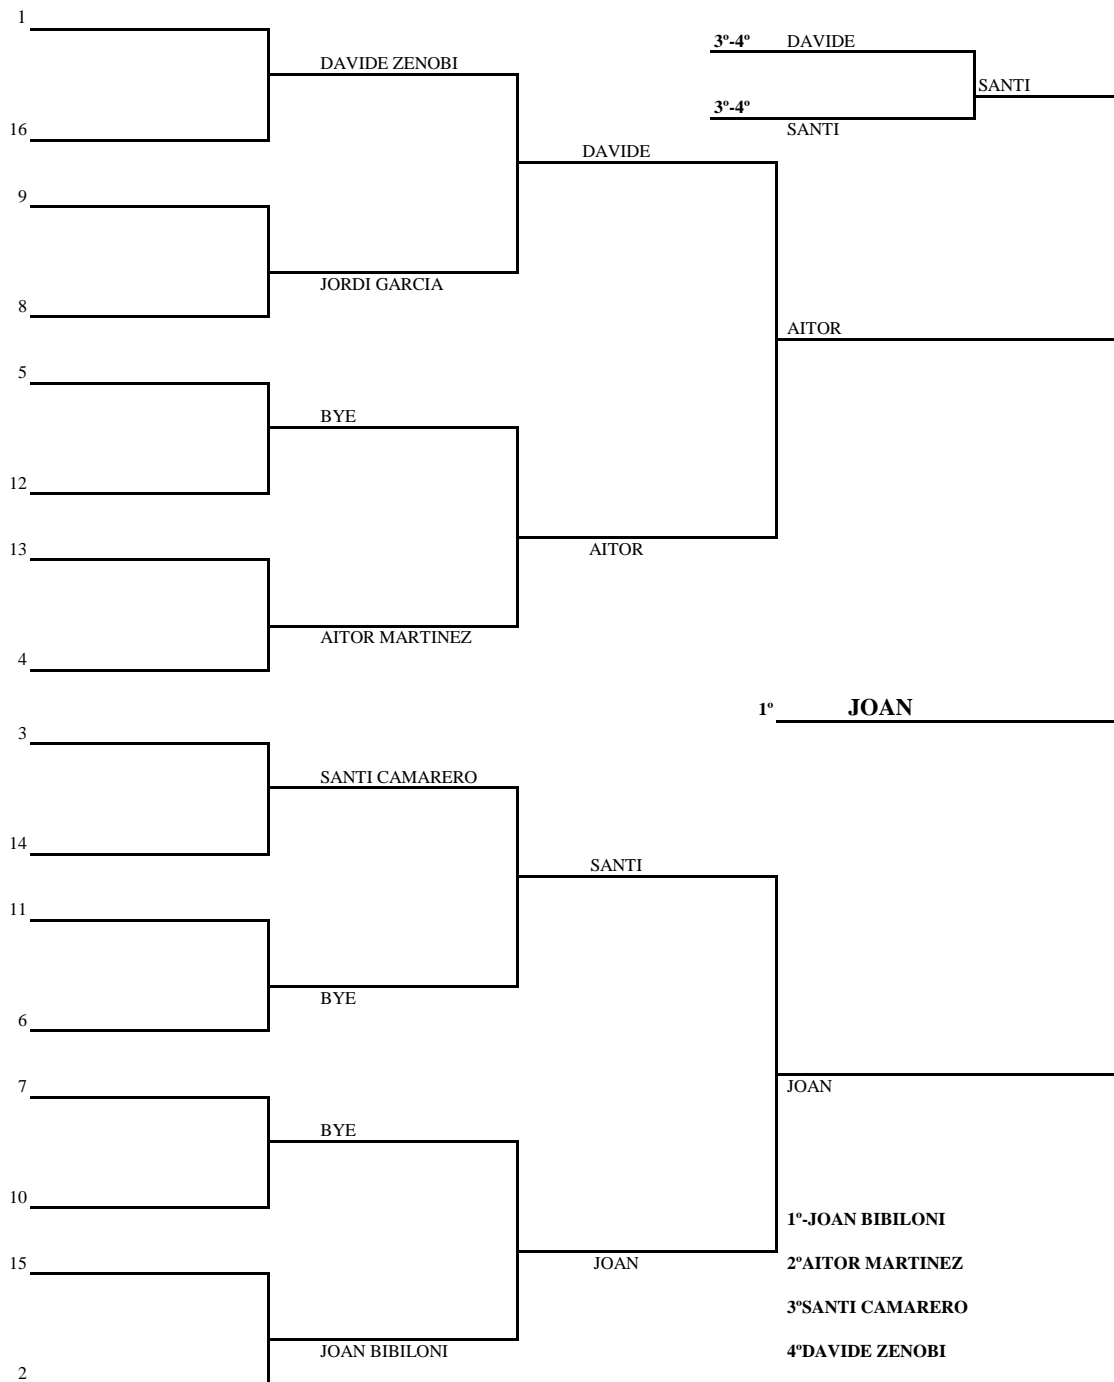 1
3º-4º DAVIDE
DAVIDE ZENOBI
SANTI
3º-4º
16
SANTI
DAVIDE
9
JORDI GARCIA
8
AITOR
5
BYE
12
13
AITOR
AITOR MARTINEZ
4
1º JOAN
3
SANTI CAMARERO
14
SANTI
11
BYE
6
7
JOAN
BYE
10
1º-JOAN BIBILONI
15
JOAN
2ºAITOR MARTINEZ
3ºSANTI CAMARERO
JOAN BIBILONI
4ºDAVIDE ZENOBI
2